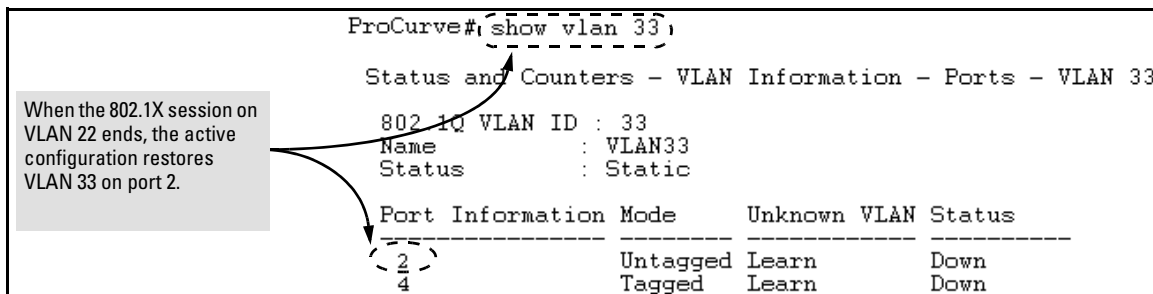 ProCurve# show vlan 33
Status and Counters - VLAN Information - Ports - VLAN 33
When the 802.1X session on
VLAN 22 ends, the active
configuration restores
VLAN 33 on port 2.
802.1Q VLAN ID : 33
Name : VLAN33
Status : Static
Port Information Mode Unknown VLAN Status
---------------- -------- ------------ ----------
2 Untagged Learn Down
4 Tagged Learn Down